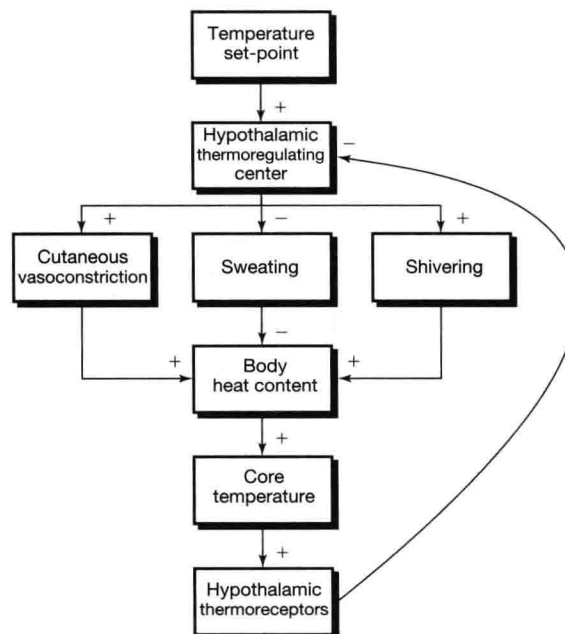 Temperature
set-point
+
Hypothalamic
thermoregulating
center
−
+
−
+
Cutaneous
vasoconstriction
Sweating
Shivering
+
−
+
Body
heat content
+
Core
temperature
+
Hypothalamic
thermoreceptors